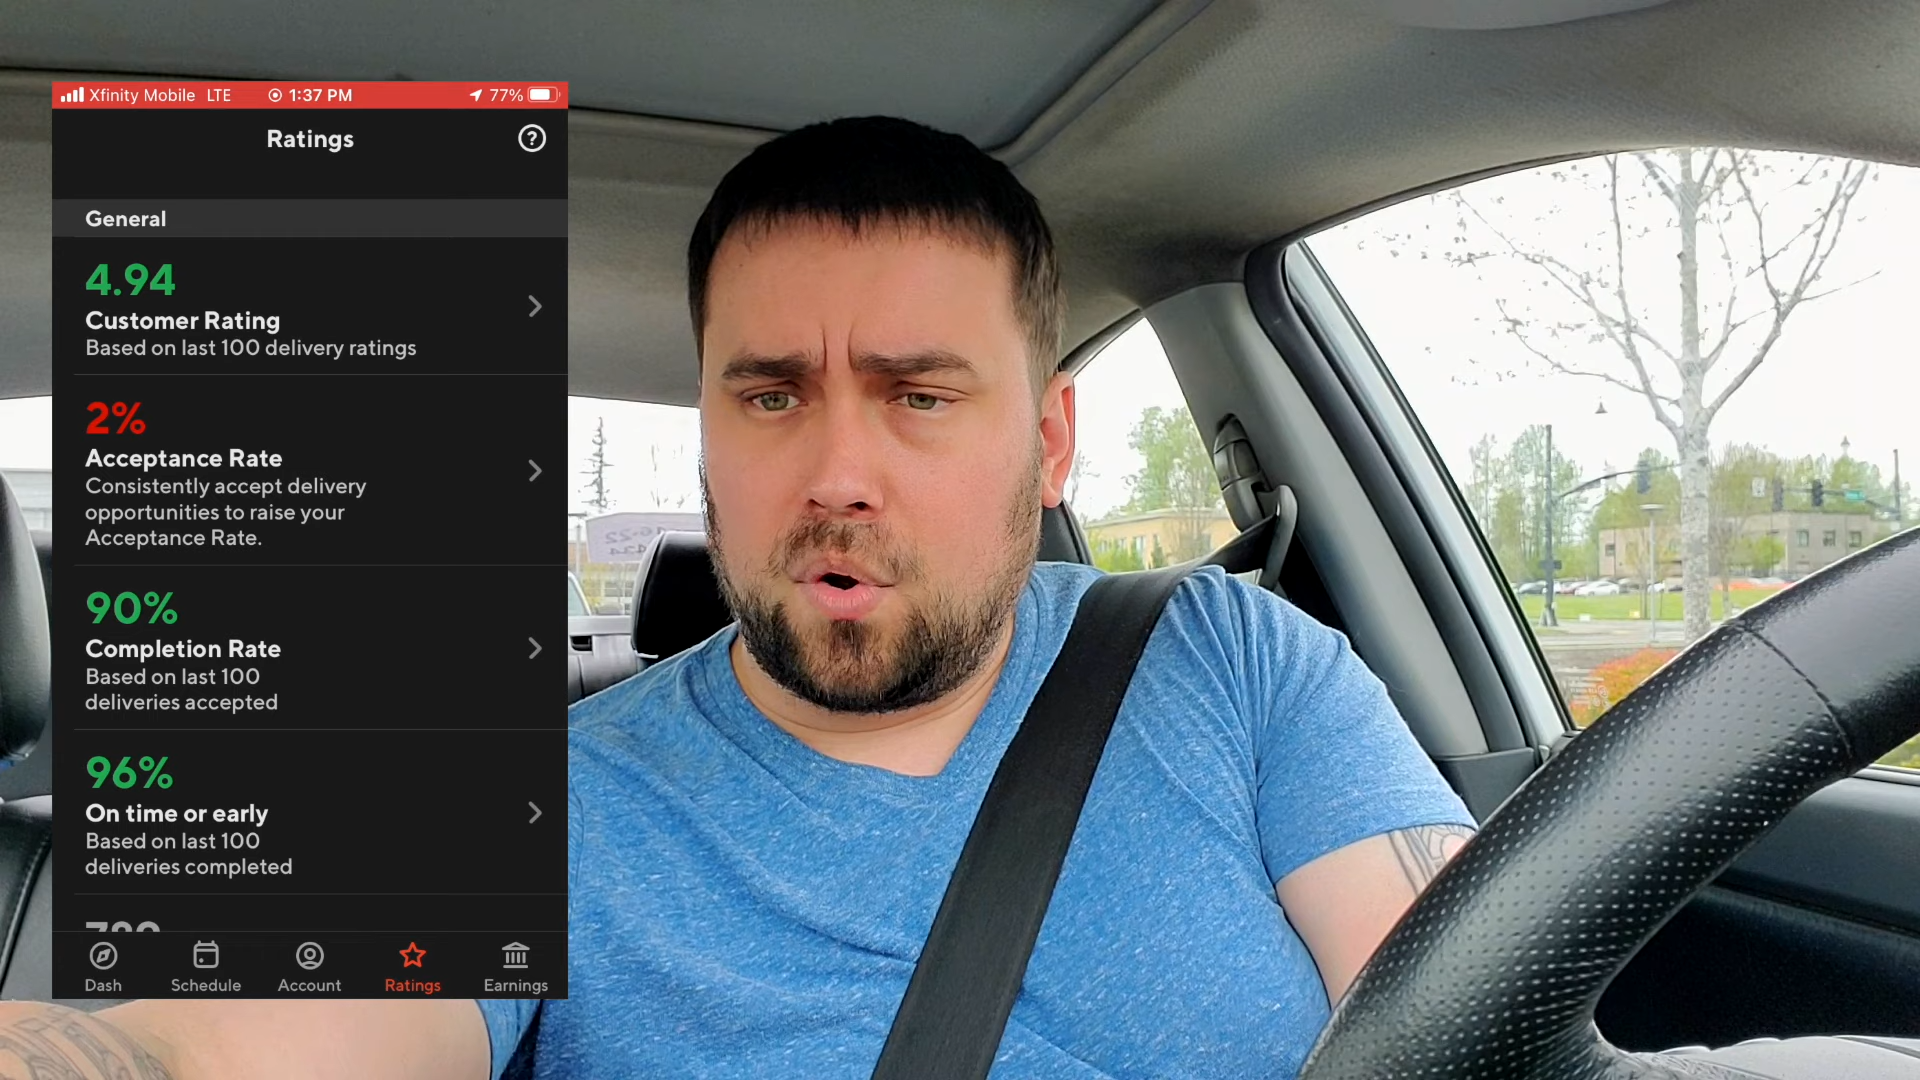 Xfinity Mobile LTE 1:37 PM 77%
Ratings
General
4.94
Customer Rating
Based on last 100 delivery ratings
2%
Acceptance Rate
Consistently accept delivery
opportunities to raise your
Acceptance Rate.
90%
Completion Rate
Based on last 100
deliveries accepted
96%
On time or early
Based on last 100
deliveries completed
Dash Schedule Account Ratings Earnings